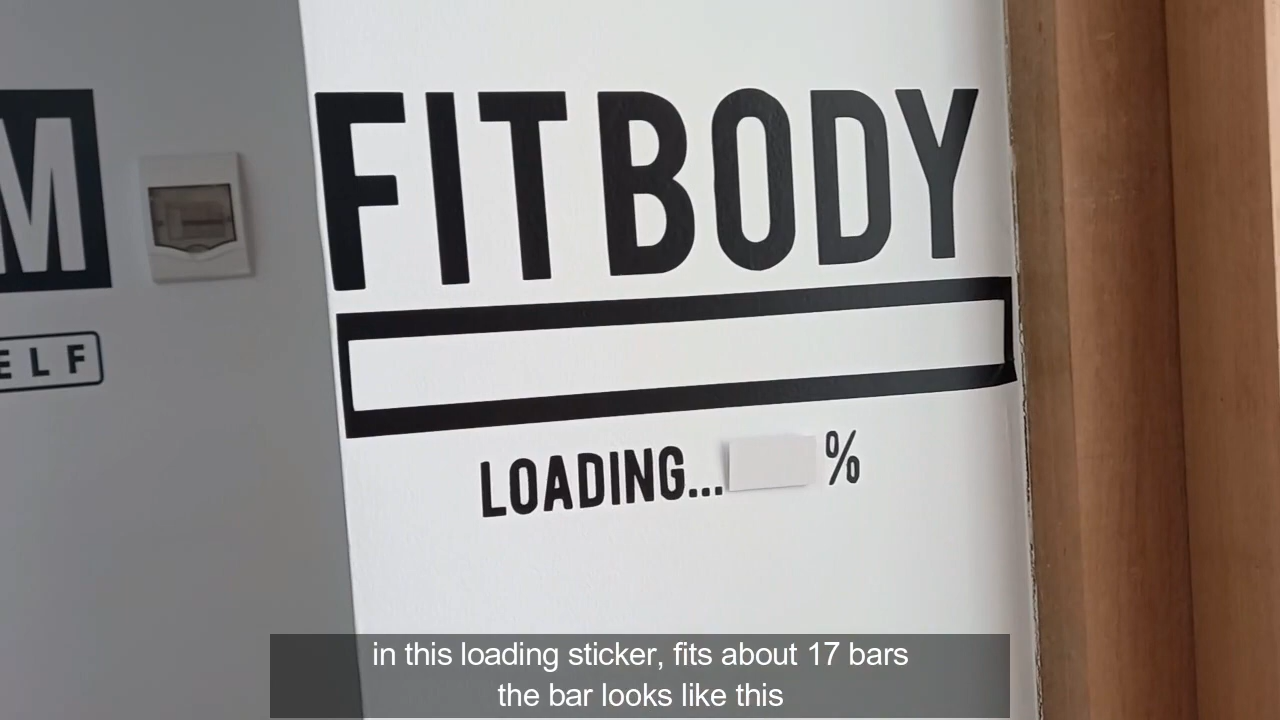 M
ELF
FITBODY
LOADING... %
in this loading sticker, fits about 17 bars
the bar looks like this